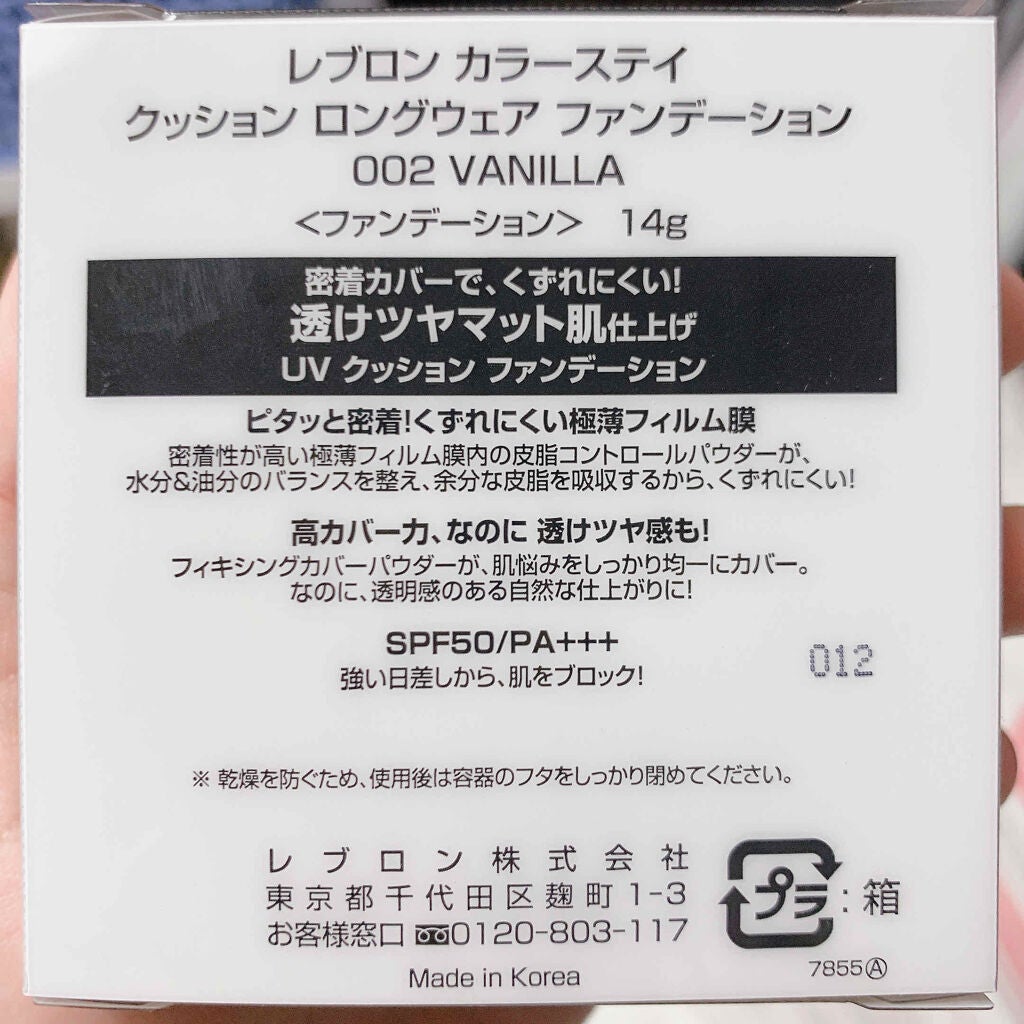 レブロン カラーステイ
クッション ロングウェア ファンデーション
002 VANILLA
<ファンデーション> 14g
密着カバーで、くずれにくい!
透けツヤマット肌仕上げ
UV クッション ファンデーション
ピタッと密着!くずれにくい極薄フィルム膜
密着性が高い極薄フィルム膜内の皮脂コントロールパウダーが、
水分&油分のバランスを整え、余分な皮脂を吸収するから、くずれにくい!
高カバー力、なのに 透けツヤ感も!
フィキシングカバーパウダーが、肌悩みをしっかり均一にカバー。
なのに、透明感のある自然な仕上がりに!
SPF50/PA+++
強い日差しから、肌をブロック!
012
※ 乾燥を防ぐため、使用後は容器のフタをしっかり閉めてください。
レブロン株式会社
東京都千代田区麹町1-3
お客様窓口 0120-803-117
Made in Korea
プラ : 箱
7855Ⓐ